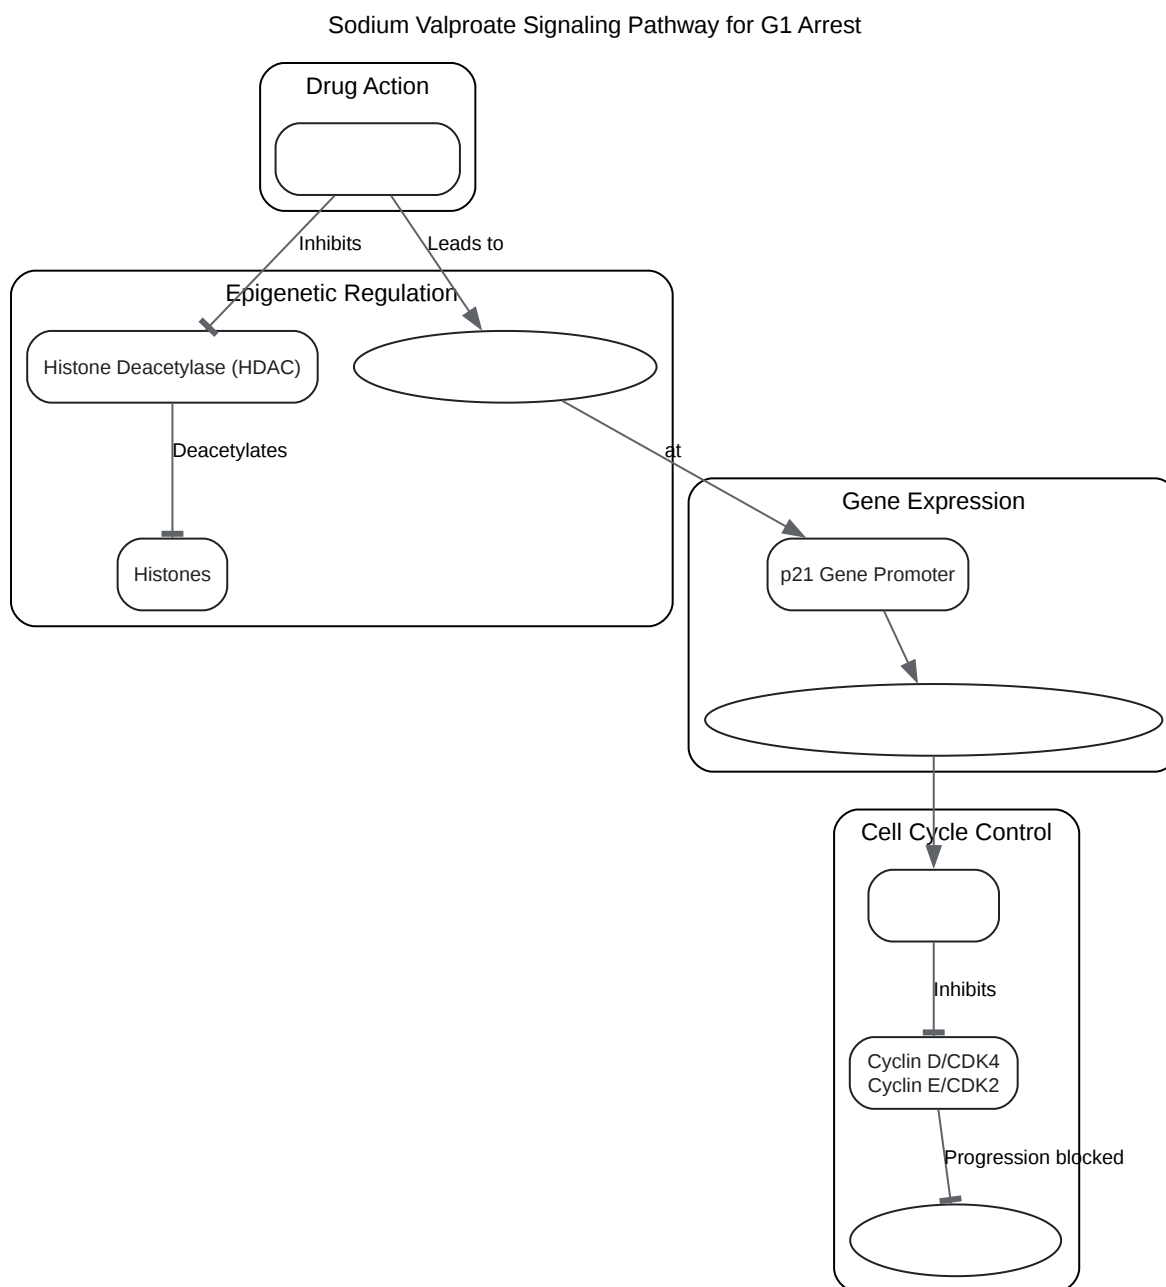 Sodium Valproate Signaling Pathway for G1 Arrest
Drug Action
Inhibits
Leads to
Epigenetic Regulation
Histone Deacetylase (HDAC)
Deacetylates
at
Histones
Gene Expression
p21 Gene Promoter
Cell Cycle Control
Inhibits
Cyclin D/CDK4
Cyclin E/CDK2
Progression blocked